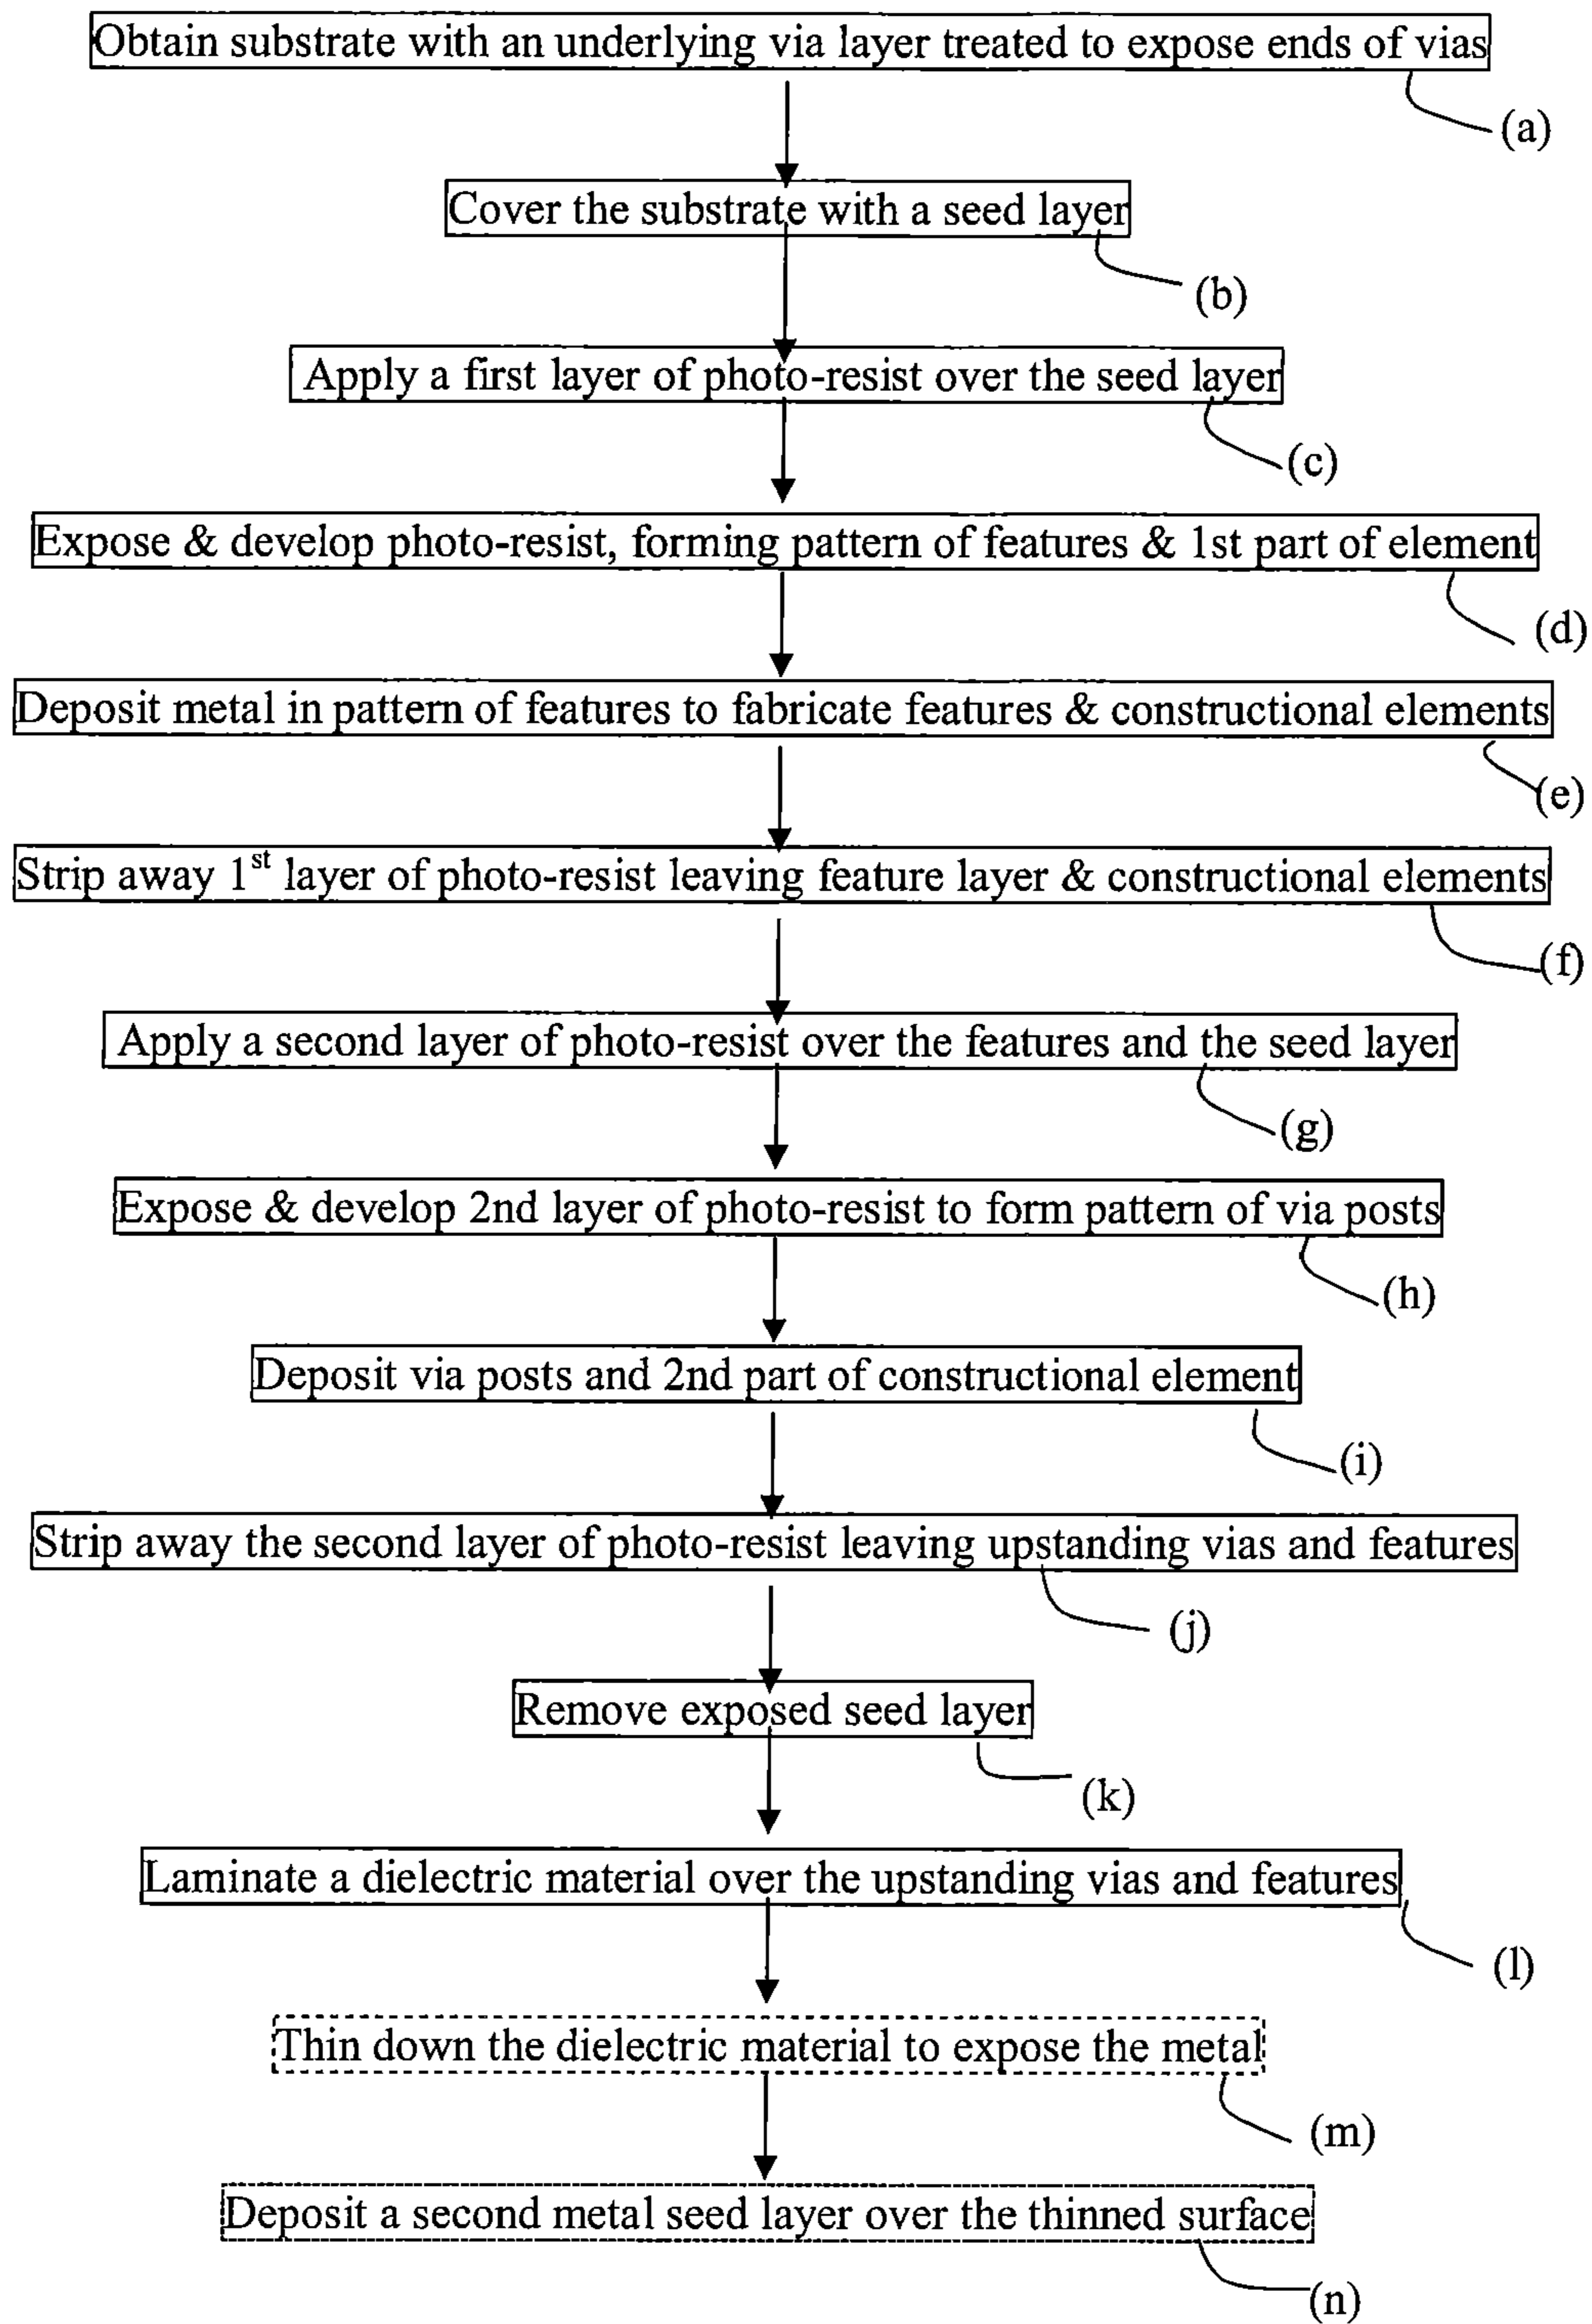 Obtain substrate with an underlying via layer treated to expose ends of vias
(a)
Cover the substrate with a seed layer
(b)
Apply a first layer of photo-resist over the seed layer
(c)
Expose & develop photo-resist, forming pattern of features & 1st part of element
(d)
Deposit metal in pattern of features to fabricate features & constructional elements
(e)
Strip away 1st layer of photo-resist leaving feature layer & constructional elements
(f)
Apply a second layer of photo-resist over the features and the seed layer
(g)
Expose & develop 2nd layer of photo-resist to form pattern of via posts
(h)
Deposit via posts and 2nd part of constructional element
(i)
Strip away the second layer of photo-resist leaving upstanding vias and features
(j)
Remove exposed seed layer
(k)
Laminate a dielectric material over the upstanding vias and features
(l)
Thin down the dielectric material to expose the metal
(m)
Deposit a second metal seed layer over the thinned surface
(n)